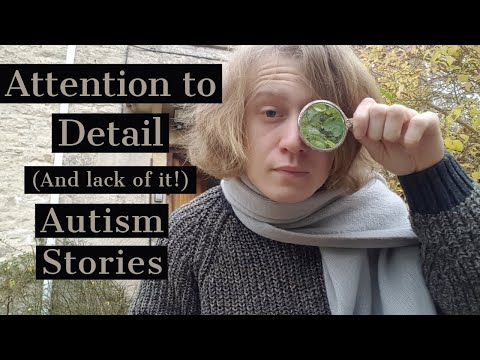 Attention to
Detail
(And lack of it!)
Autism
Stories